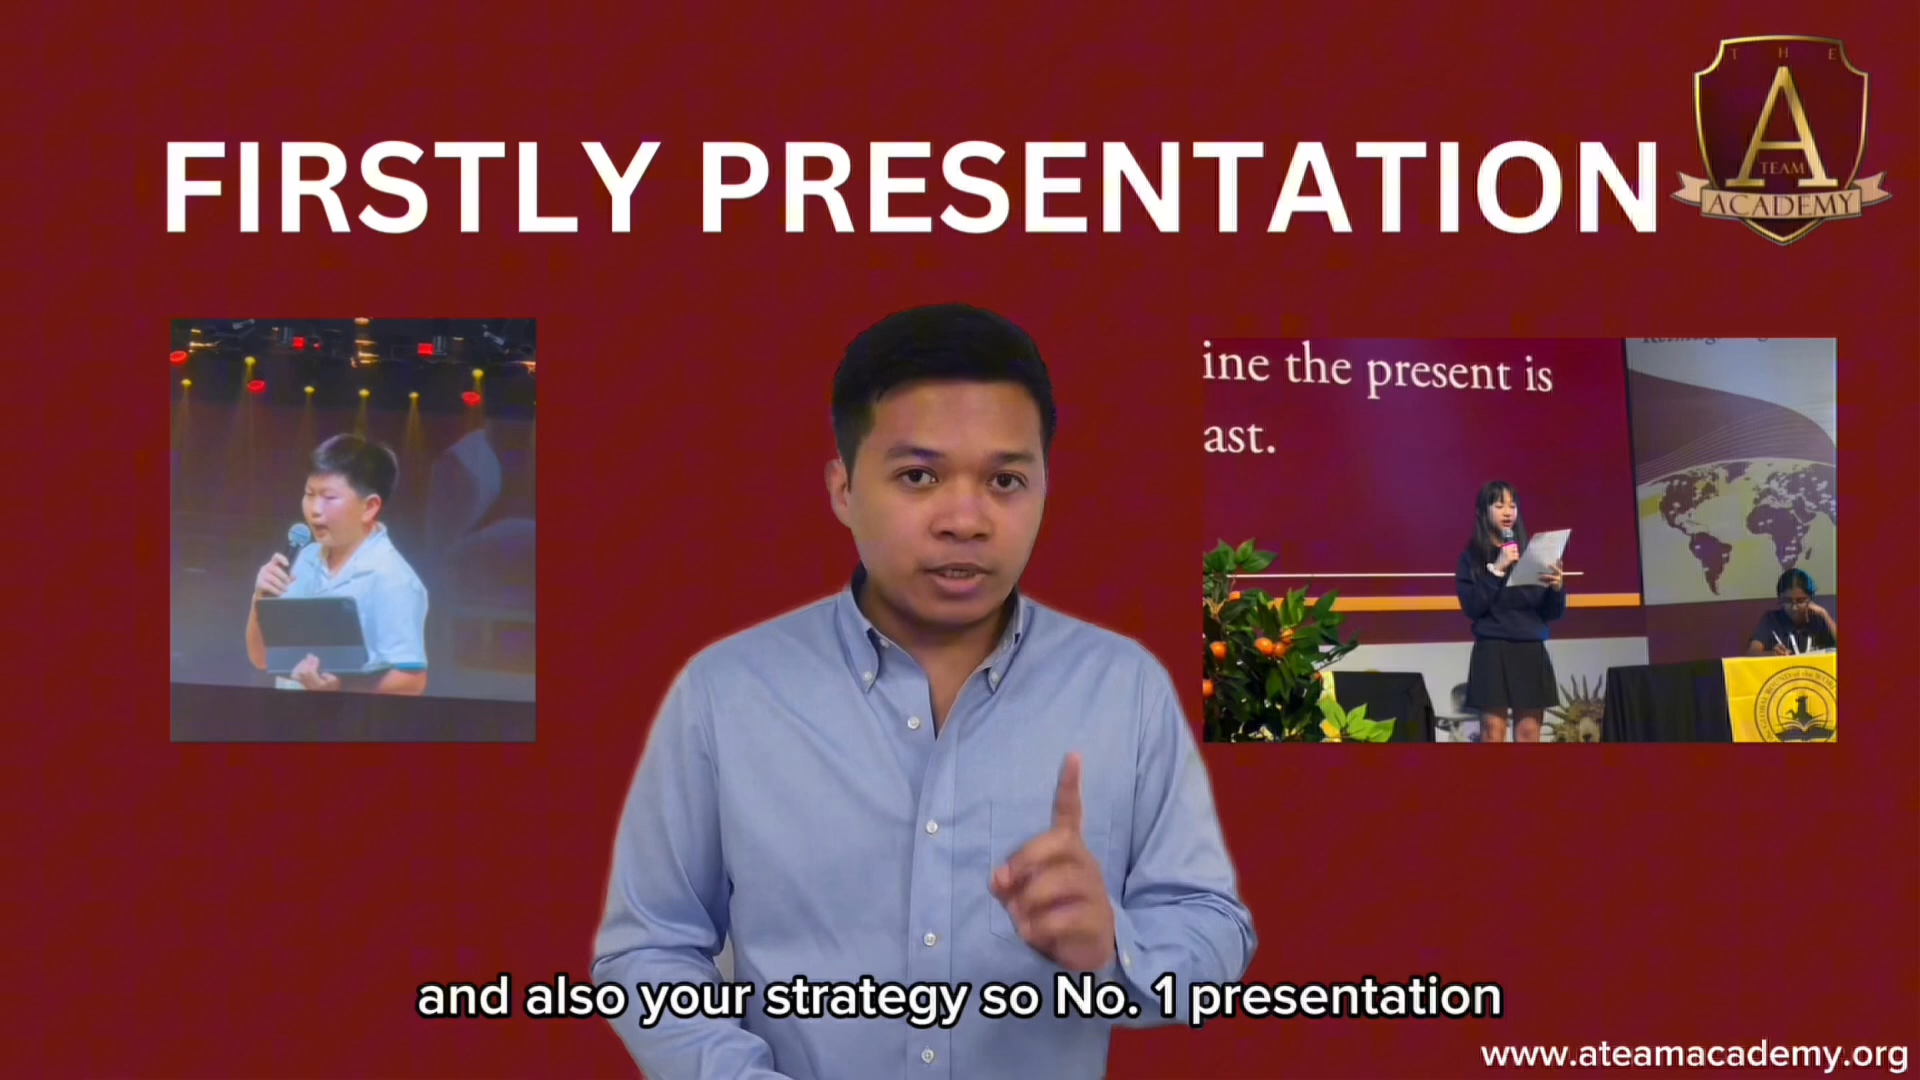 THE
A
TEAM
ACADEMY
FIRSTLY PRESENTATION
ine the present is
ast.
and also your strategy so No. 1 presentation
www.ateamacademy.org